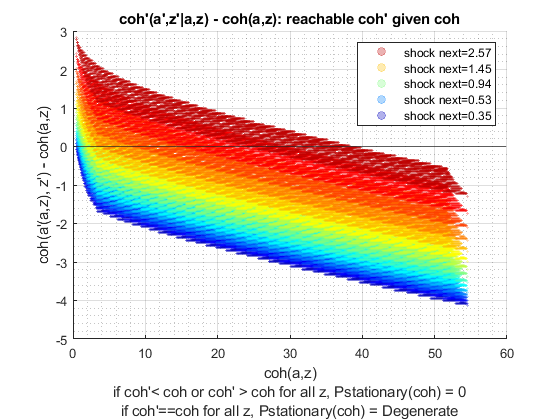 coh'(a',z'|a,z) - coh(a,z): reachable coh' given coh
3
2
1
0
-1
-2
-3
-4
-5
coh(a'(a,z), z') - coh(a,z)
shock next=2.57
shock next=1.45
shock next=0.94
shock next=0.53
shock next=0.35
0 10 20 30 40 50 60
coh(a,z)
if coh'< coh or coh' > coh for all z, Pstationary(coh) = 0
if coh'==coh for all z, Pstationary(coh) = Degenerate